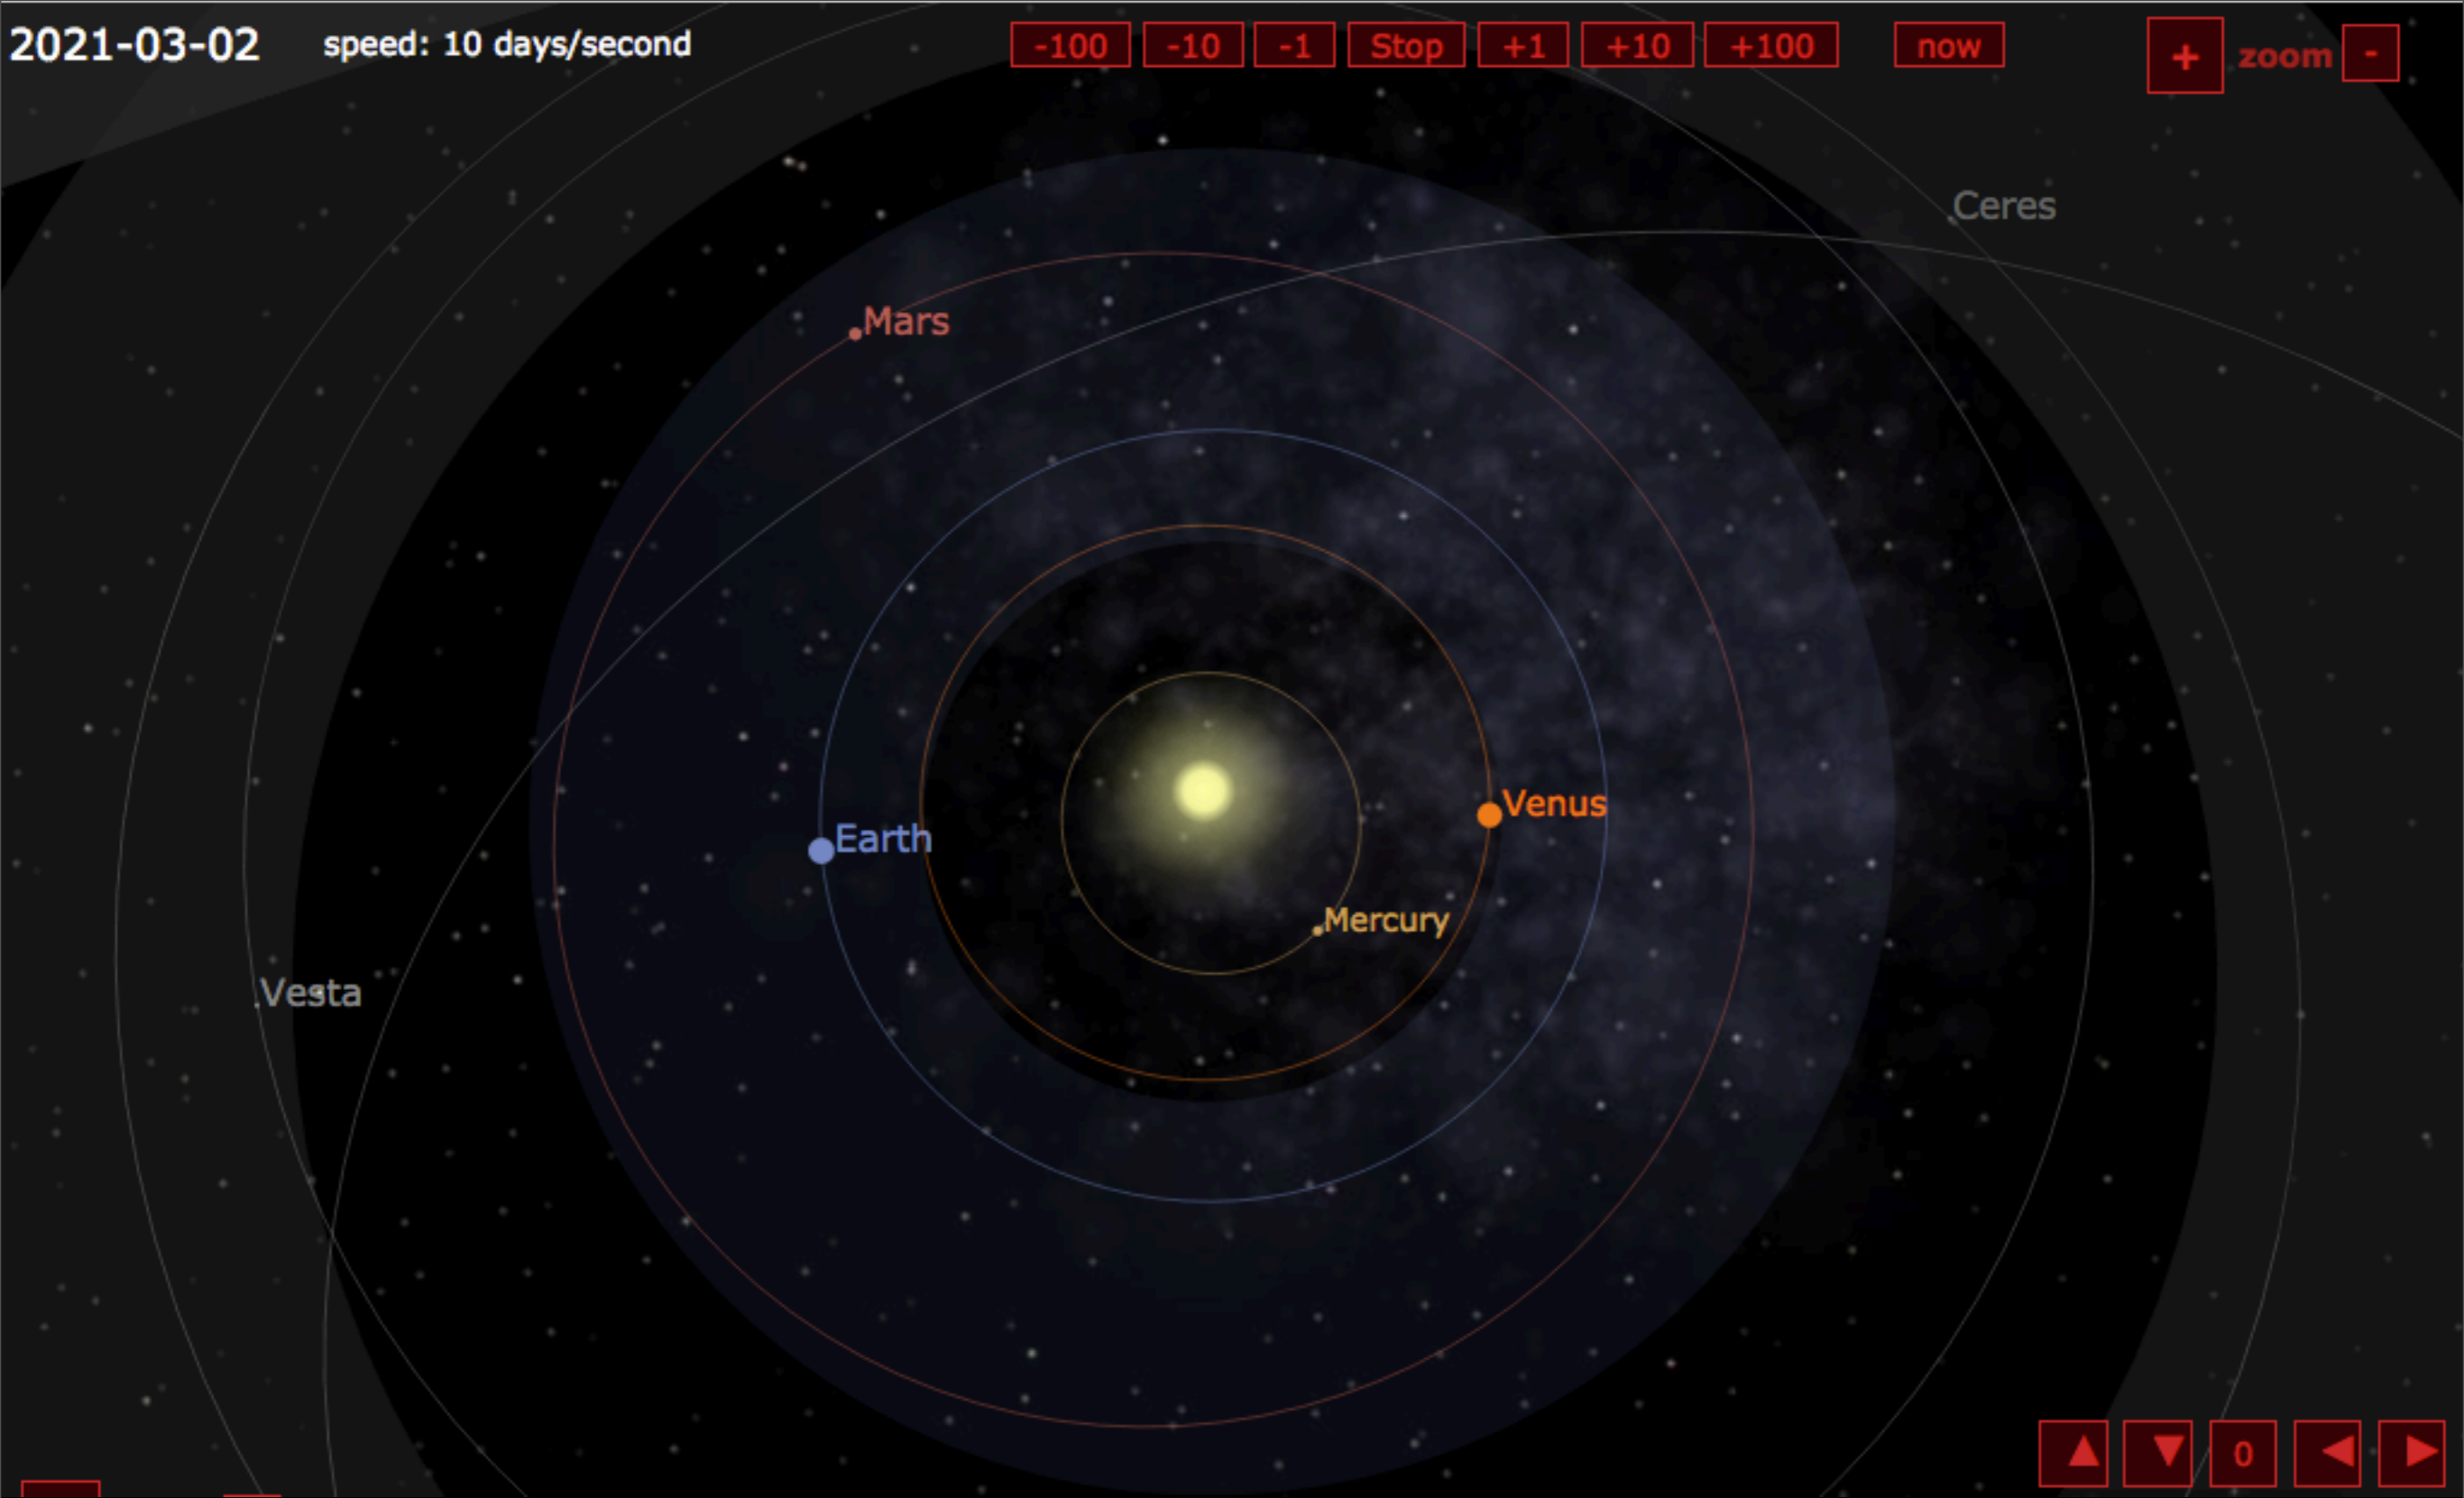 2021-03-02 speed: 10 days/second -100 -10 -1 Stop +1 +10 +100 now + zoom -
Ceres
Mars
Venus
Earth
Mercury
Vesta
0